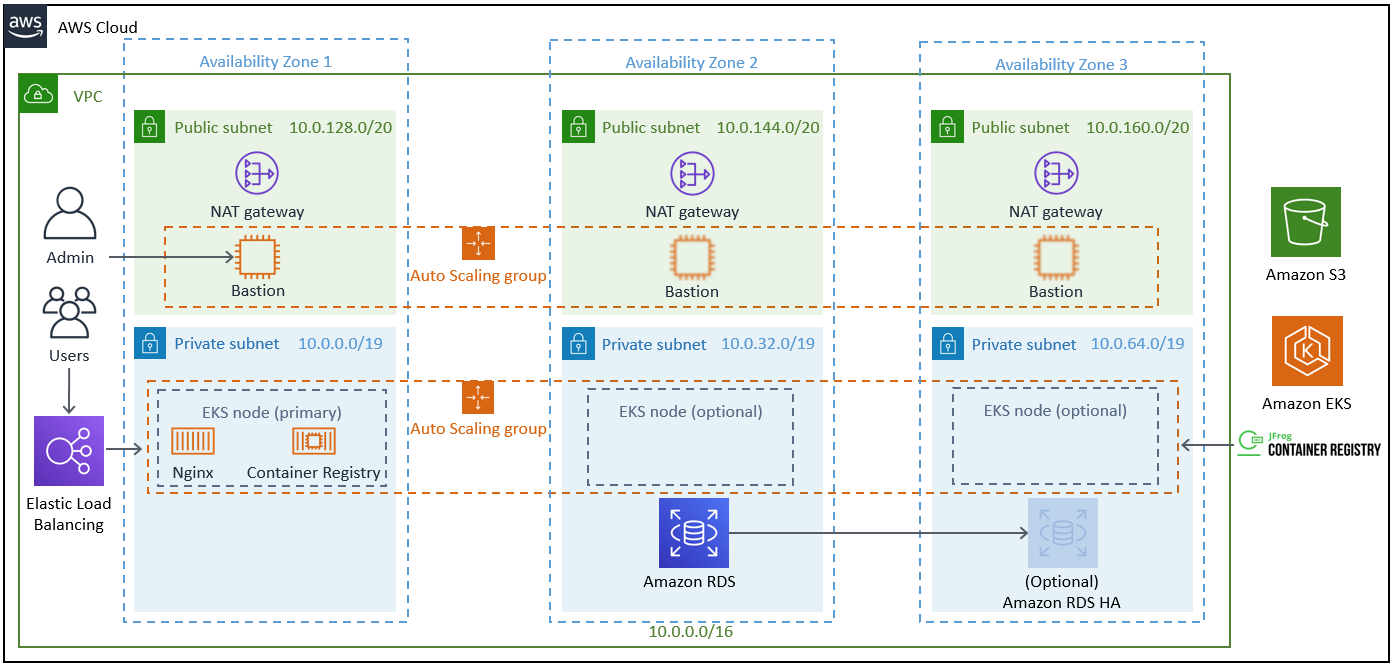 aws
AWS Cloud
Availability Zone 1
Availability Zone 2
Availability Zone 3
VPC
Public subnet 10.0.128.0/20
Public subnet 10.0.144.0/20
Public subnet 10.0.160.0/20
NAT gateway
NAT gateway
NAT gateway
Admin
Auto Scaling group
Bastion
Bastion
Bastion
Amazon S3
Users
Private subnet 10.0.0.0/19
Private subnet 10.0.32.0/19
Private subnet 10.0.64.0/19
K
Amazon EKS
EKS node (primary)
Auto Scaling group
EKS node (optional)
EKS node (optional)
Nginx
Container Registry
JFrog
CONTAINER REGISTRY
Elastic Load
Balancing
Amazon RDS
(Optional)
Amazon RDS HA
10.0.0.0/16